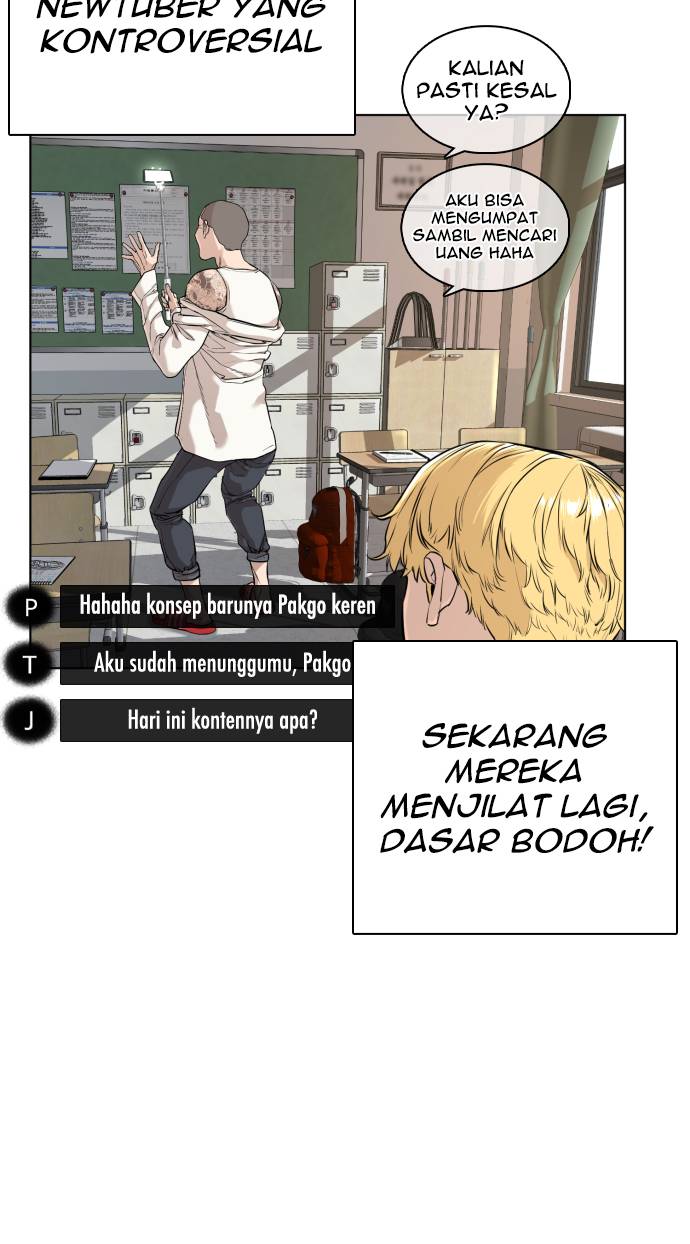 NEWTUBER YANG
KONTROVERSIAL
KALIAN
PASTI KESAL
YA?
AKU BISA
MENGUMPAT
SAMBIL MENCARI
UANG HAHA
P
Hahaha konsep barunya Pakgo keren
T
Aku sudah menunggumu, Pakgo
J
Hari ini kontennya apa?
SEKARANG
MEREKA
MENJILAT LAGI,
DASAR BODOH!